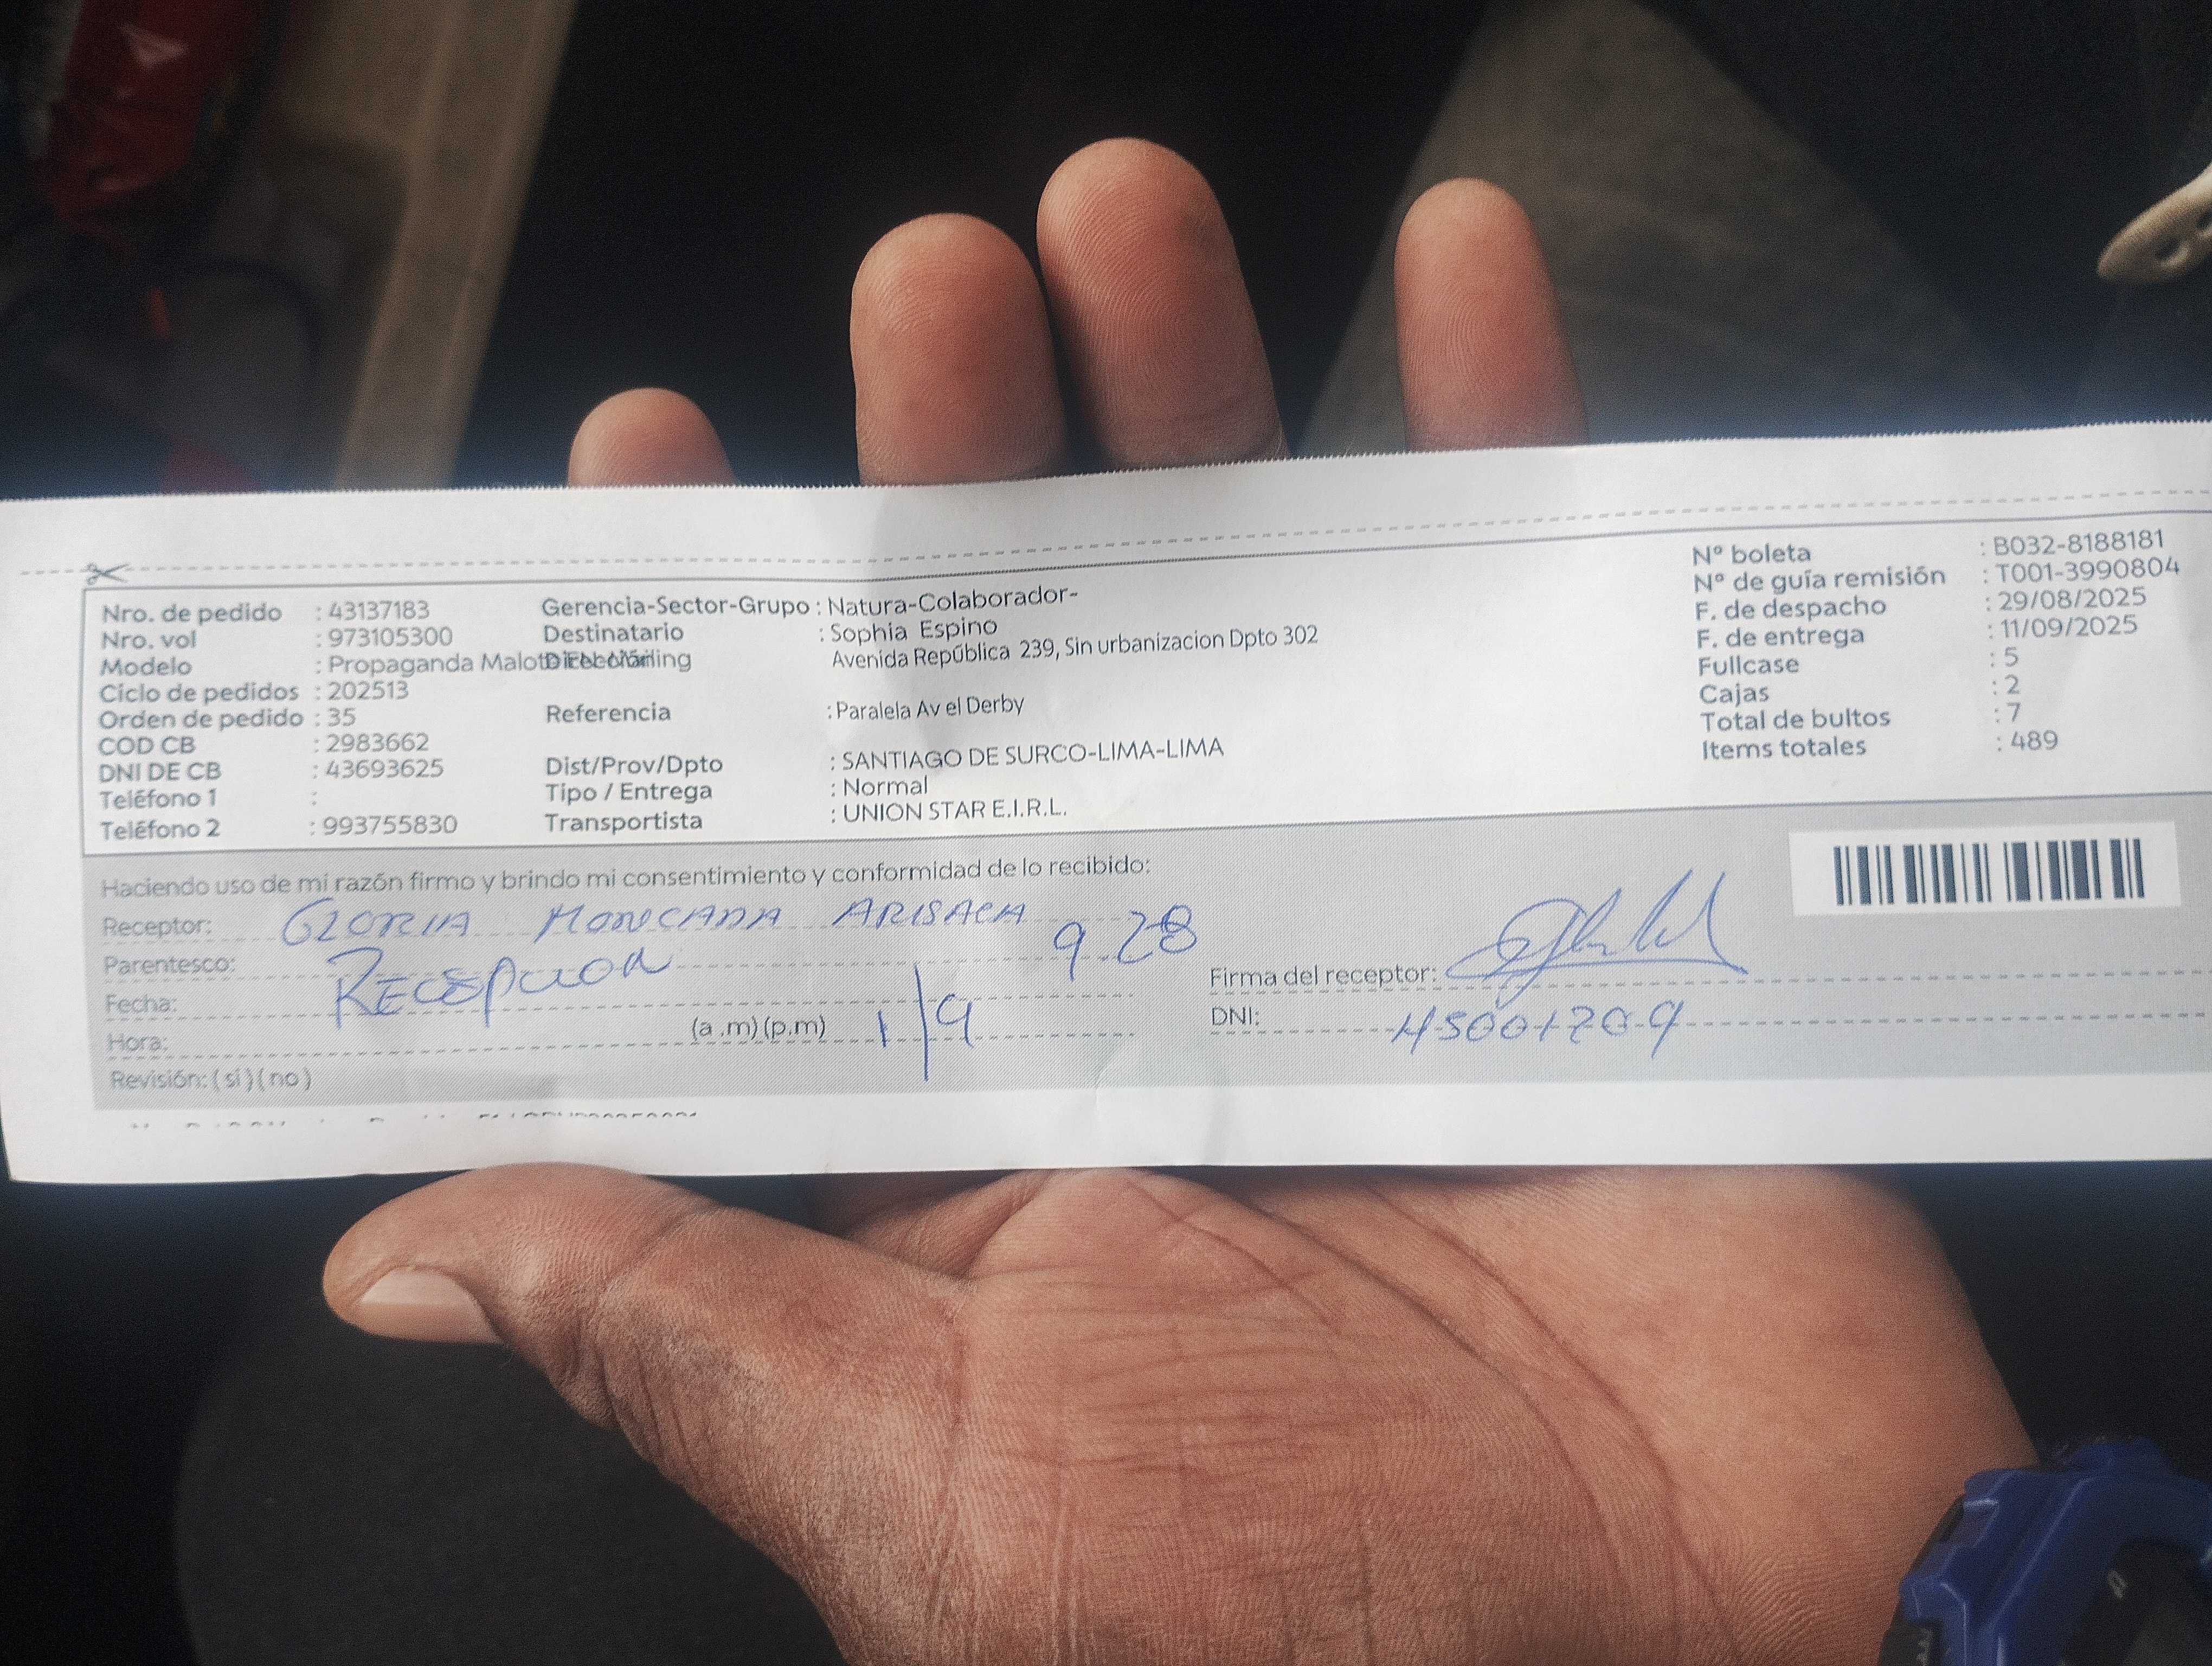 Nro. de pedido : 43137183
Nro. vol : 973105300
Modelo : Propaganda
Ciclo de pedidos : 202513
Orden de pedido : 35
COD CB : 2983662
DNI DE CB : 43693625
Teléfono 1 :
Teléfono 2 : 993755830
Gerencia-Sector-Grupo : Natura-Colaborador-
Destinatario : Sophia Espino
Dirección Avenida República 239, Sin urbanizacion Dpto 302
Referencia : Paralela Av el Derby
Dist/Prov/Dpto : SANTIAGO DE SURCO-LIMA-LIMA
Tipo / Entrega : Normal
Transportista : UNION STAR E.I.R.L.
Nº boleta : B032-8188181
Nº de guía remisión : T001-3990804
F. de despacho : 29/08/2025
F. de entrega : 11/09/2025
Fullcase : 5
Cajas : 2
Total de bultos : 7
Items totales : 489
Haciendo uso de mi razón firmo y brindo mi consentimiento y conformidad de lo recibido:
Receptor: GLORIA MONCADA
Parentesco: Recepcion 9.28
Fecha:
Hora: (a .m) (p.m) 1/9
Revisión: ( si ) ( no )
Firma del receptor:
DNI: